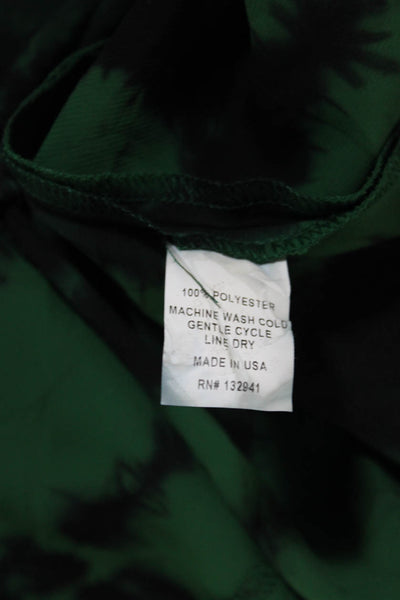 100% POLYESTER
MACHINE WASH COLD
GENTLE CYCLE
LINE DRY
MADE IN USA
RN# 132941